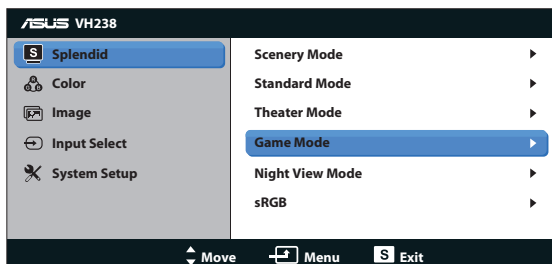 ASUS VH238
S Splendid
Color
Image
Input Select
System Setup
Scenery Mode
Standard Mode
Theater Mode
Game Mode
Night View Mode
sRGB
Move Menu S Exit